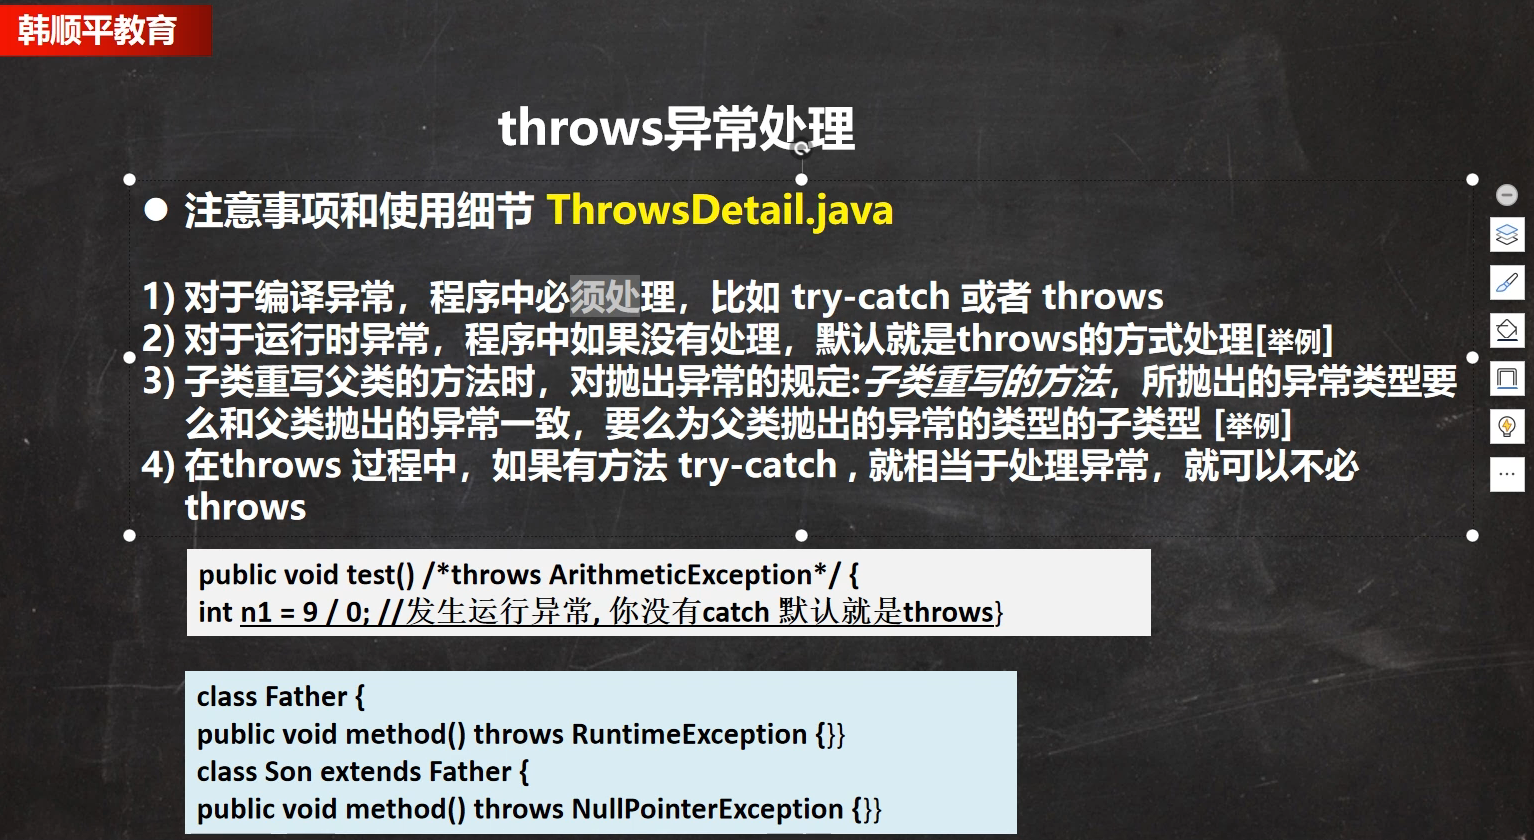 韩顺平教育
throws异常处理
● 注意事项和使用细节 ThrowsDetail.java
1) 对于编译异常，程序中必须处理，比如 try-catch 或者 throws
2) 对于运行时异常，程序中如果没有处理，默认就是throws的方式处理[举例]
3) 子类重写父类的方法时，对抛出异常的规定:子类重写的方法，所抛出的异常类型要
么和父类抛出的异常一致，要么为父类抛出的异常的类型的子类型 [举例]
4) 在throws 过程中，如果有方法 try-catch , 就相当于处理异常，就可以不必
throws
public void test() /*throws ArithmeticException*/ {
int n1 = 9 / 0; //发生运行异常, 你没有catch 默认就是throws}
class Father {
public void method() throws RuntimeException {}}
class Son extends Father {
public void method() throws NullPointerException {}}